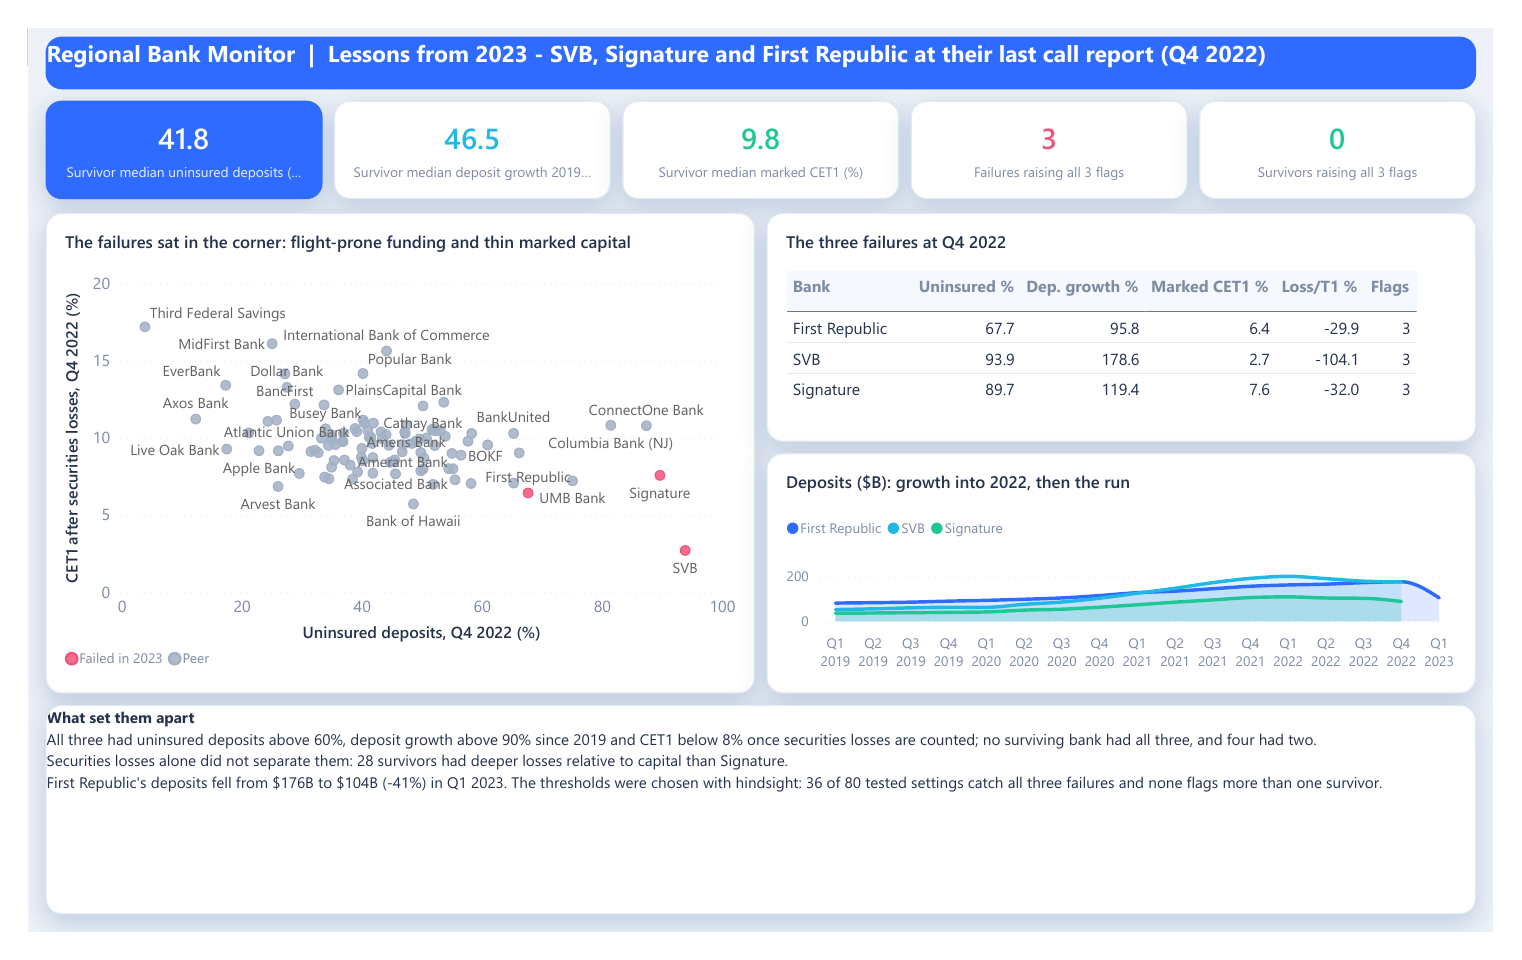 Regional Bank Monitor | Lessons from 2023 - SVB, Signature and First Republic at their last call report (Q4 2022)
41.8
Survivor median uninsured deposits (...
46.5
Survivor median deposit growth 2019...
9.8
Survivor median marked CET1 (%)
3
Failures raising all 3 flags
0
Survivors raising all 3 flags
The failures sat in the corner: flight-prone funding and thin marked capital
CET1 after securities losses, Q4 2022 (%)
20
15
10
5
0
Third Federal Savings
International Bank of Commerce
MidFirst Bank
Popular Bank
EverBank
Dollar Bank
BancFirst
PlainsCapital Bank
Axos Bank
Busey Bank
ConnectOne Bank
BankUnited
Cathay Bank
Atlantic Union Bank
Ameris Bank
Columbia Bank (NJ)
Live Oak Bank
BOKF
Amerant Bank
Apple Bank
First Republic
Associated Bank
Signature
UMB Bank
Arvest Bank
Bank of Hawaii
SVB
0 20 40 60 80 100
Uninsured deposits, Q4 2022 (%)
Failed in 2023 Peer
The three failures at Q4 2022
Bank Uninsured % Dep. growth % Marked CET1 % Loss/T1 % Flags
First Republic 67.7 95.8 6.4 -29.9 3
SVB 93.9 178.6 2.7 -104.1 3
Signature 89.7 119.4 7.6 -32.0 3
Deposits ($B): growth into 2022, then the run
First Republic SVB Signature
200
0
Q1 Q2 Q3 Q4 Q1 Q2 Q3 Q4 Q1 Q2 Q3 Q4 Q1 Q2 Q3 Q4 Q1
2019 2019 2019 2019 2020 2020 2020 2020 2021 2021 2021 2021 2022 2022 2022 2022 2023
What set them apart
All three had uninsured deposits above 60%, deposit growth above 90% since 2019 and CET1 below 8% once securities losses are counted; no surviving bank had all three, and four had two.
Securities losses alone did not separate them: 28 survivors had deeper losses relative to capital than Signature.
First Republic's deposits fell from $176B to $104B (-41%) in Q1 2023. The thresholds were chosen with hindsight: 36 of 80 tested settings catch all three failures and none flags more than one survivor.